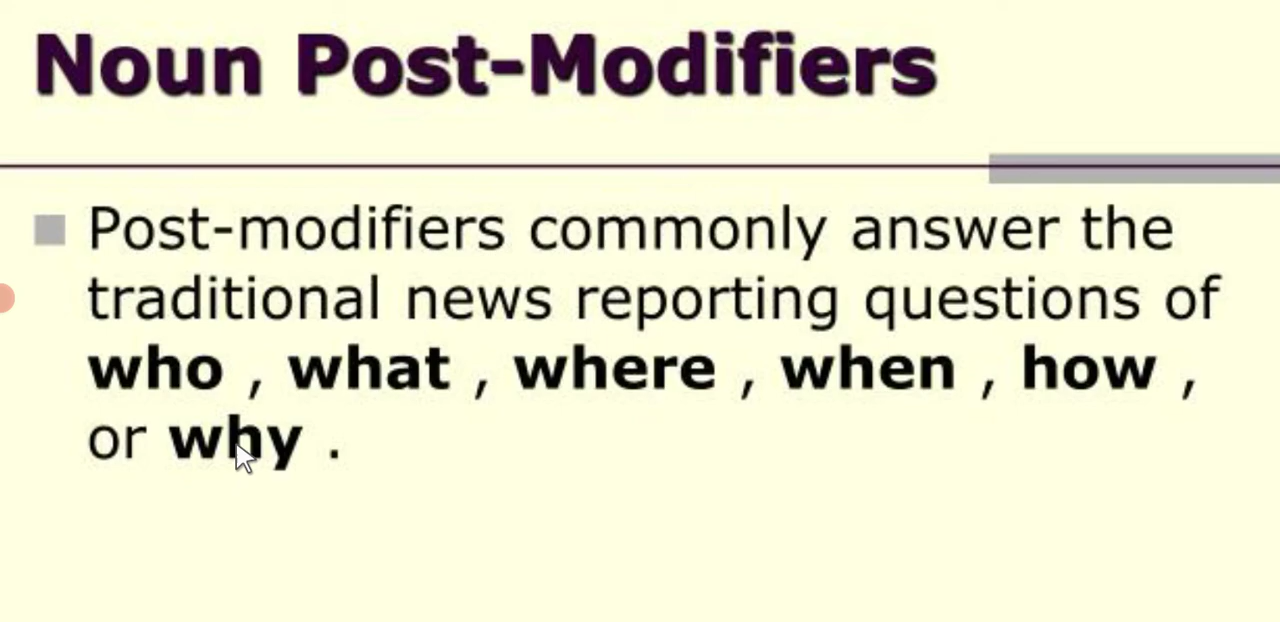 Noun Post-Modifiers
Post-modifiers commonly answer the
traditional news reporting questions of
who , what , where , when , how ,
or why .